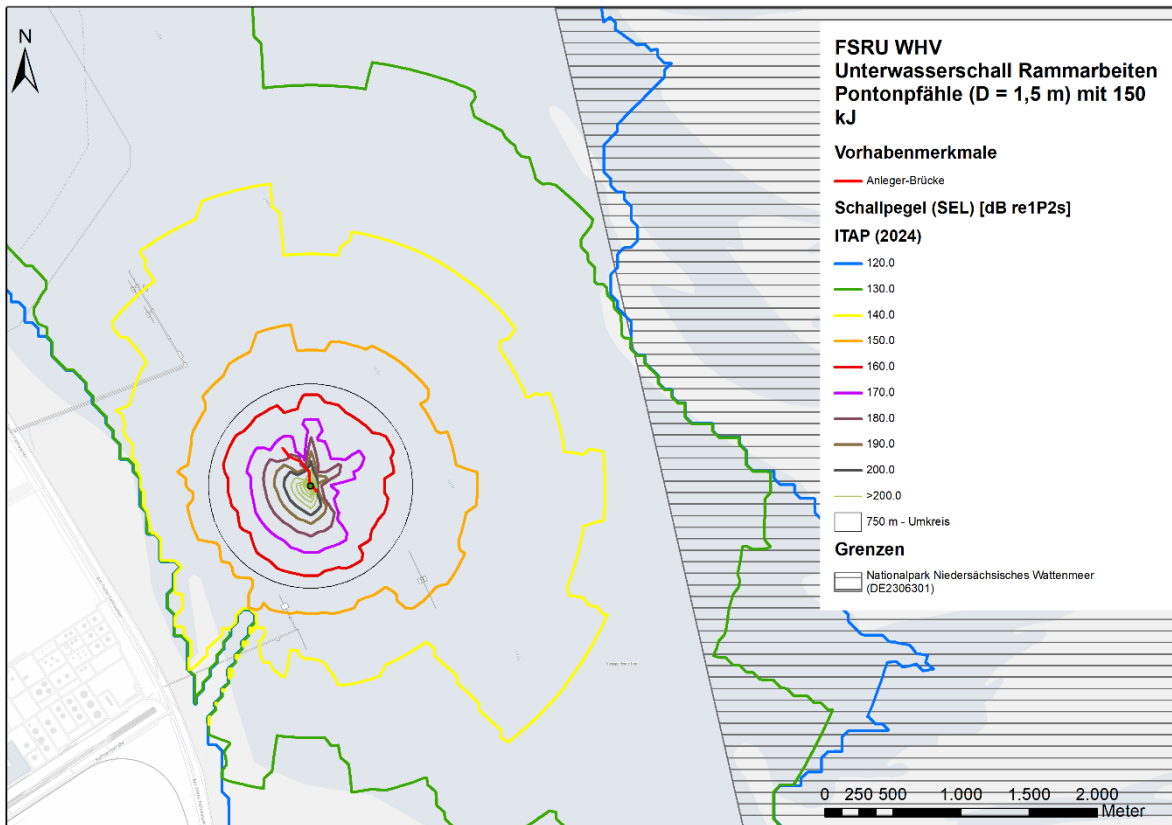 N
FSRU WHV
Unterwasserschall Rammarbeiten
Pontonpfähle (D = 1,5 m) mit 150
kJ
Vorhabenmerkmale
Anleger-Brücke
Schallpegel (SEL) [dB re1P2s]
ITAP (2024)
120.0
130.0
140.0
150.0
160.0
170.0
180.0
190.0
200.0
>200.0
750 m - Umkreis
Grenzen
Nationalpark Niedersächsisches Wattenmeer
(DE2306301)
0 250 500 1.000 1.500 2.000
Meter